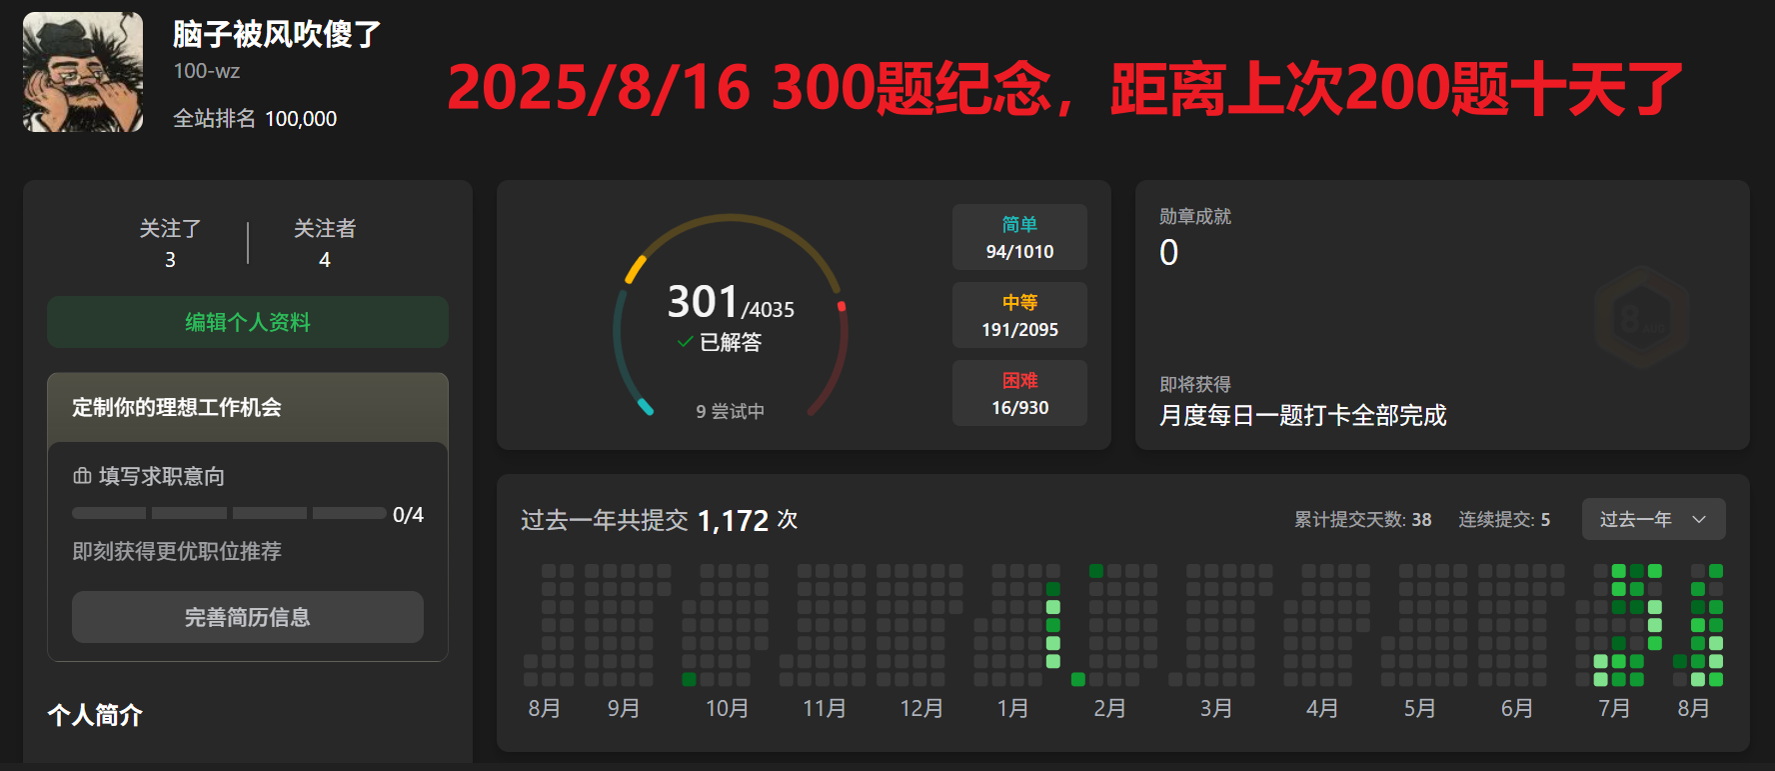 脑子被风吹傻了
100-wz
全站排名 100,000
2025/8/16 300题纪念，距离上次200题十天了
关注了
3
关注者
4
编辑个人资料
定制你的理想工作机会
填写求职意向
0/4
即刻获得更优职位推荐
完善简历信息
个人简介
301/4035
已解答
9 尝试中
简单
94/1010
中等
191/2095
困难
16/930
勋章成就
0
即将获得
月度每日一题打卡全部完成
8
过去一年共提交 1,172 次
累计提交天数: 38 连续提交: 5
过去一年
8月 9月 10月 11月 12月 1月 2月 3月 4月 5月 6月 7月 8月